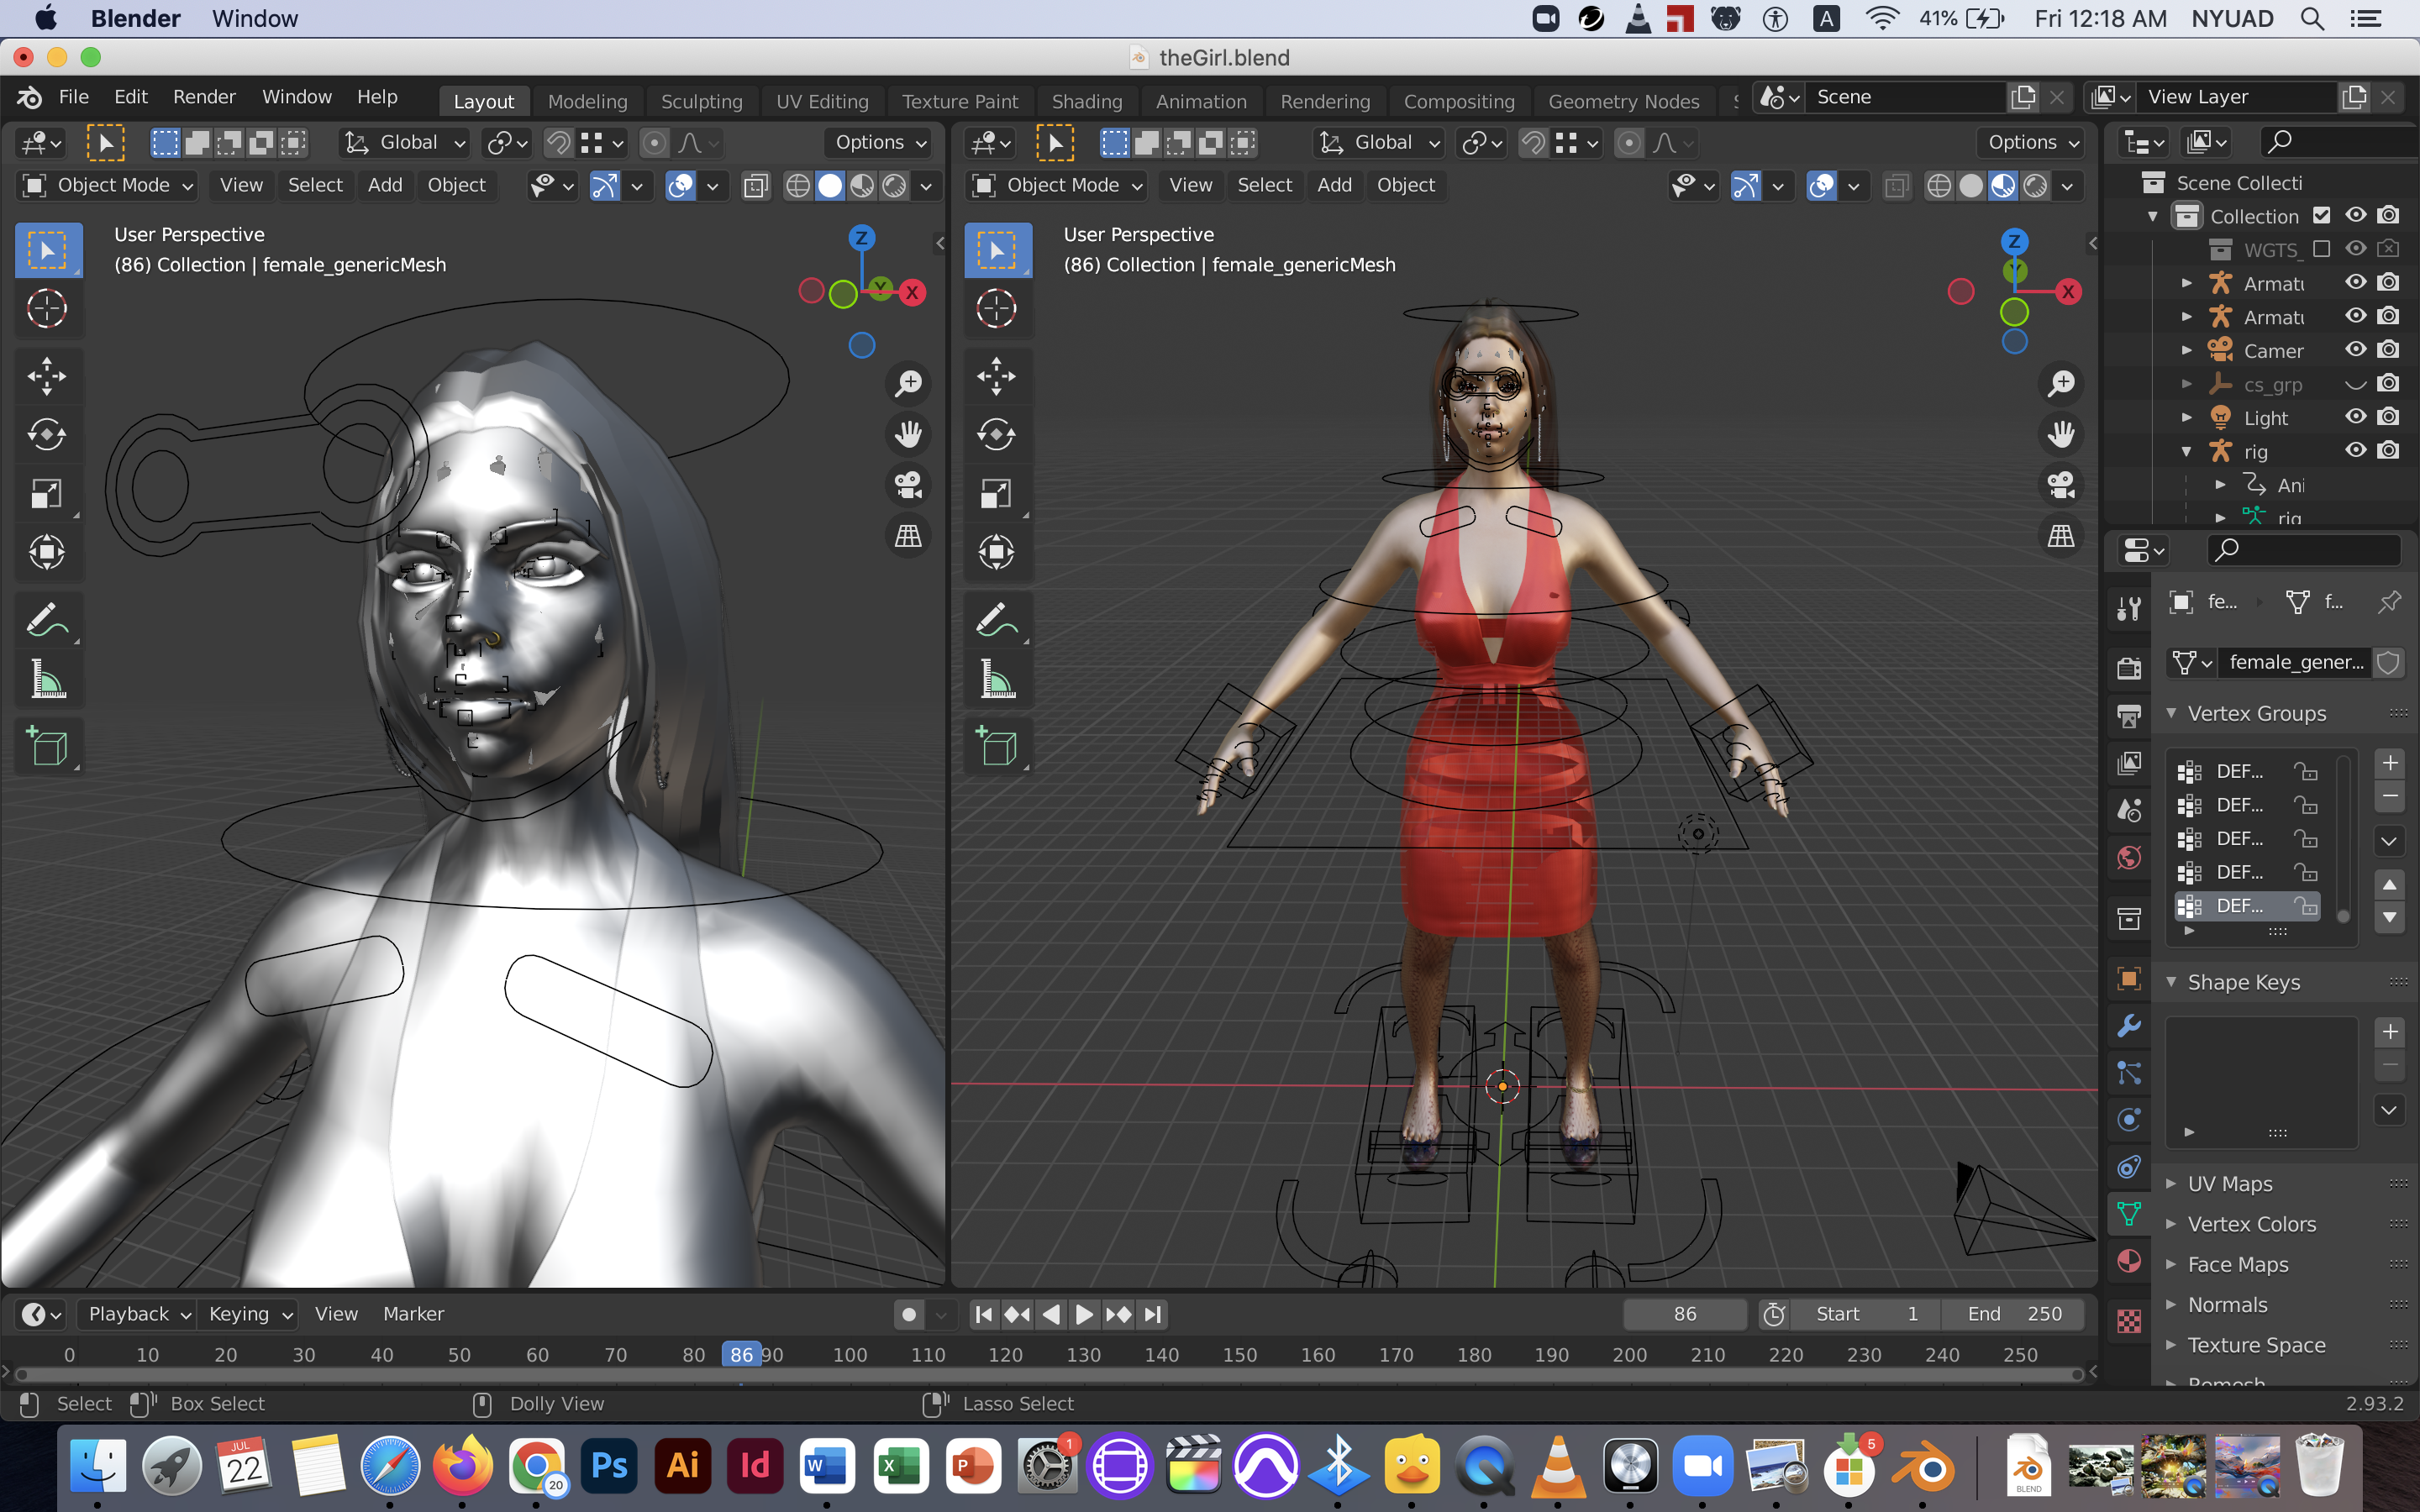 Blender Window
A 41% Fri 12:18 AM NYUAD
theGirl.blend
File Edit Render Window Help
Layout Modeling Sculpting UV Editing Texture Paint Shading Animation Rendering Compositing Geometry Nodes
Scene View Layer
Global Options
Global Options
Object Mode View Select Add Object
Object Mode View Select Add Object
User Perspective
(86) Collection | female_genericMesh
Z
Y
X
User Perspective
(86) Collection | female_genericMesh
Z
Y
X
Scene Collecti
Collection
WGTS_
Armatu
Armatu
Camer
cs_grp
Light
rig
Ani
rig
fe... f...
female_gener...
Vertex Groups
DEF...
DEF...
DEF...
DEF...
DEF...
Shape Keys
UV Maps
Vertex Colors
Face Maps
Normals
Texture Space
Remesh
Playback Keying View Marker
86 Start 1 End 250
0 10 20 30 40 50 60 70 80 86 90 100 110 120 130 140 150 160 170 180 190 200 210 220 230 240 250
Select Box Select Dolly View Lasso Select 2.93.2
JUL
22
20
Ps
Ai
Id
W
X
P
1
5
BLEND